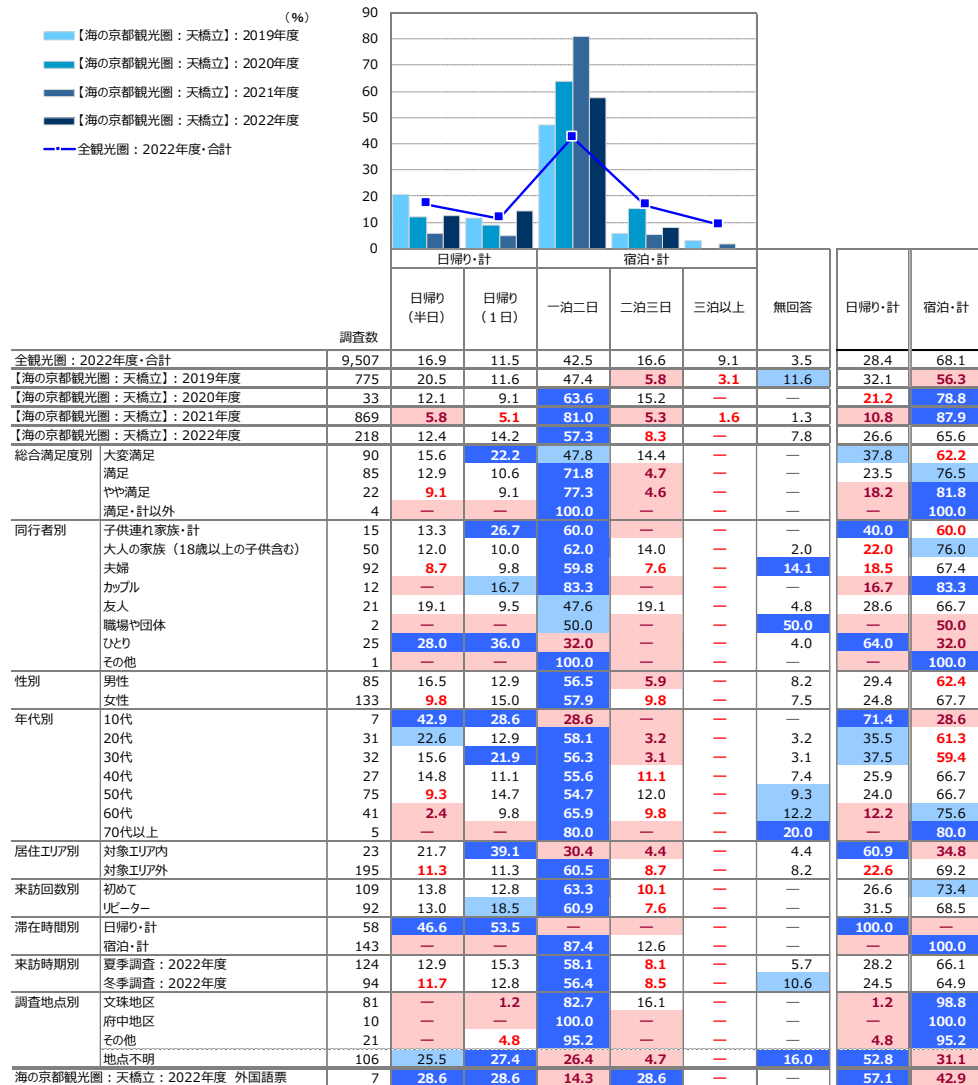 （%）
【海の京都観光圏：天橋立】：2019年度
【海の京都観光圏：天橋立】：2020年度
【海の京都観光圏：天橋立】：2021年度
【海の京都観光圏：天橋立】：2022年度
全観光圏：2022年度・合計
90
80
70
60
50
40
30
20
10
0
日帰り・計 宿泊・計
調査数 日帰り（半日） 日帰り（１日） 一泊二日 二泊三日 三泊以上 無回答 日帰り・計 宿泊・計
全観光圏：2022年度・合計 9,507 16.9 11.5 42.5 16.6 9.1 3.5 28.4 68.1
【海の京都観光圏：天橋立】：2019年度 775 20.5 11.6 47.4 5.8 3.1 11.6 32.1 56.3
【海の京都観光圏：天橋立】：2020年度 33 12.1 9.1 63.6 15.2 — — 21.2 78.8
【海の京都観光圏：天橋立】：2021年度 869 5.8 5.1 81.0 5.3 1.6 1.3 10.8 87.9
【海の京都観光圏：天橋立】：2022年度 218 12.4 14.2 57.3 8.3 — 7.8 26.6 65.6
総合満足度別 大変満足 90 15.6 22.2 47.8 14.4 — — 37.8 62.2
満足 85 12.9 10.6 71.8 4.7 — — 23.5 76.5
やや満足 22 9.1 9.1 77.3 4.6 — — 18.2 81.8
満足・計以外 4 — — 100.0 — — — — 100.0
同行者別 子供連れ家族・計 15 13.3 26.7 60.0 — — — 40.0 60.0
大人の家族（18歳以上の子供含む） 50 12.0 10.0 62.0 14.0 — 2.0 22.0 76.0
夫婦 92 8.7 9.8 59.8 7.6 — 14.1 18.5 67.4
カップル 12 — 16.7 83.3 — — — 16.7 83.3
友人 21 19.1 9.5 47.6 19.1 — 4.8 28.6 66.7
職場や団体 2 — — 50.0 — — 50.0 — 50.0
ひとり 25 28.0 36.0 32.0 — — 4.0 64.0 32.0
その他 1 — — 100.0 — — — — 100.0
性別 男性 85 16.5 12.9 56.5 5.9 — 8.2 29.4 62.4
女性 133 9.8 15.0 57.9 9.8 — 7.5 24.8 67.7
年代別 10代 7 42.9 28.6 28.6 — — — 71.4 28.6
20代 31 22.6 12.9 58.1 3.2 — 3.2 35.5 61.3
30代 32 15.6 21.9 56.3 3.1 — 3.1 37.5 59.4
40代 27 14.8 11.1 55.6 11.1 — 7.4 25.9 66.7
50代 75 9.3 14.7 54.7 12.0 — 9.3 24.0 66.7
60代 41 2.4 9.8 65.9 9.8 — 12.2 12.2 75.6
70代以上 5 — — 80.0 — — 20.0 — 80.0
居住エリア別 対象エリア内 23 21.7 39.1 30.4 4.4 — 4.4 60.9 34.8
対象エリア外 195 11.3 11.3 60.5 8.7 — 8.2 22.6 69.2
来訪回数別 初めて 109 13.8 12.8 63.3 10.1 — — 26.6 73.4
リピーター 92 13.0 18.5 60.9 7.6 — — 31.5 68.5
滞在時間別 日帰り・計 58 46.6 53.5 — — — — 100.0 —
宿泊・計 143 — — 87.4 12.6 — — — 100.0
来訪時期別 夏季調査：2022年度 124 12.9 15.3 58.1 8.1 — 5.7 28.2 66.1
冬季調査：2022年度 94 11.7 12.8 56.4 8.5 — 10.6 24.5 64.9
調査地点別 文珠地区 81 — 1.2 82.7 16.1 — — 1.2 98.8
府中地区 10 — — 100.0 — — — — 100.0
その他 21 — 4.8 95.2 — — — 4.8 95.2
地点不明 106 25.5 27.4 26.4 4.7 — 16.0 52.8 31.1
海の京都観光圏：天橋立：2022年度 外国語票 7 28.6 28.6 14.3 28.6 — — 57.1 42.9